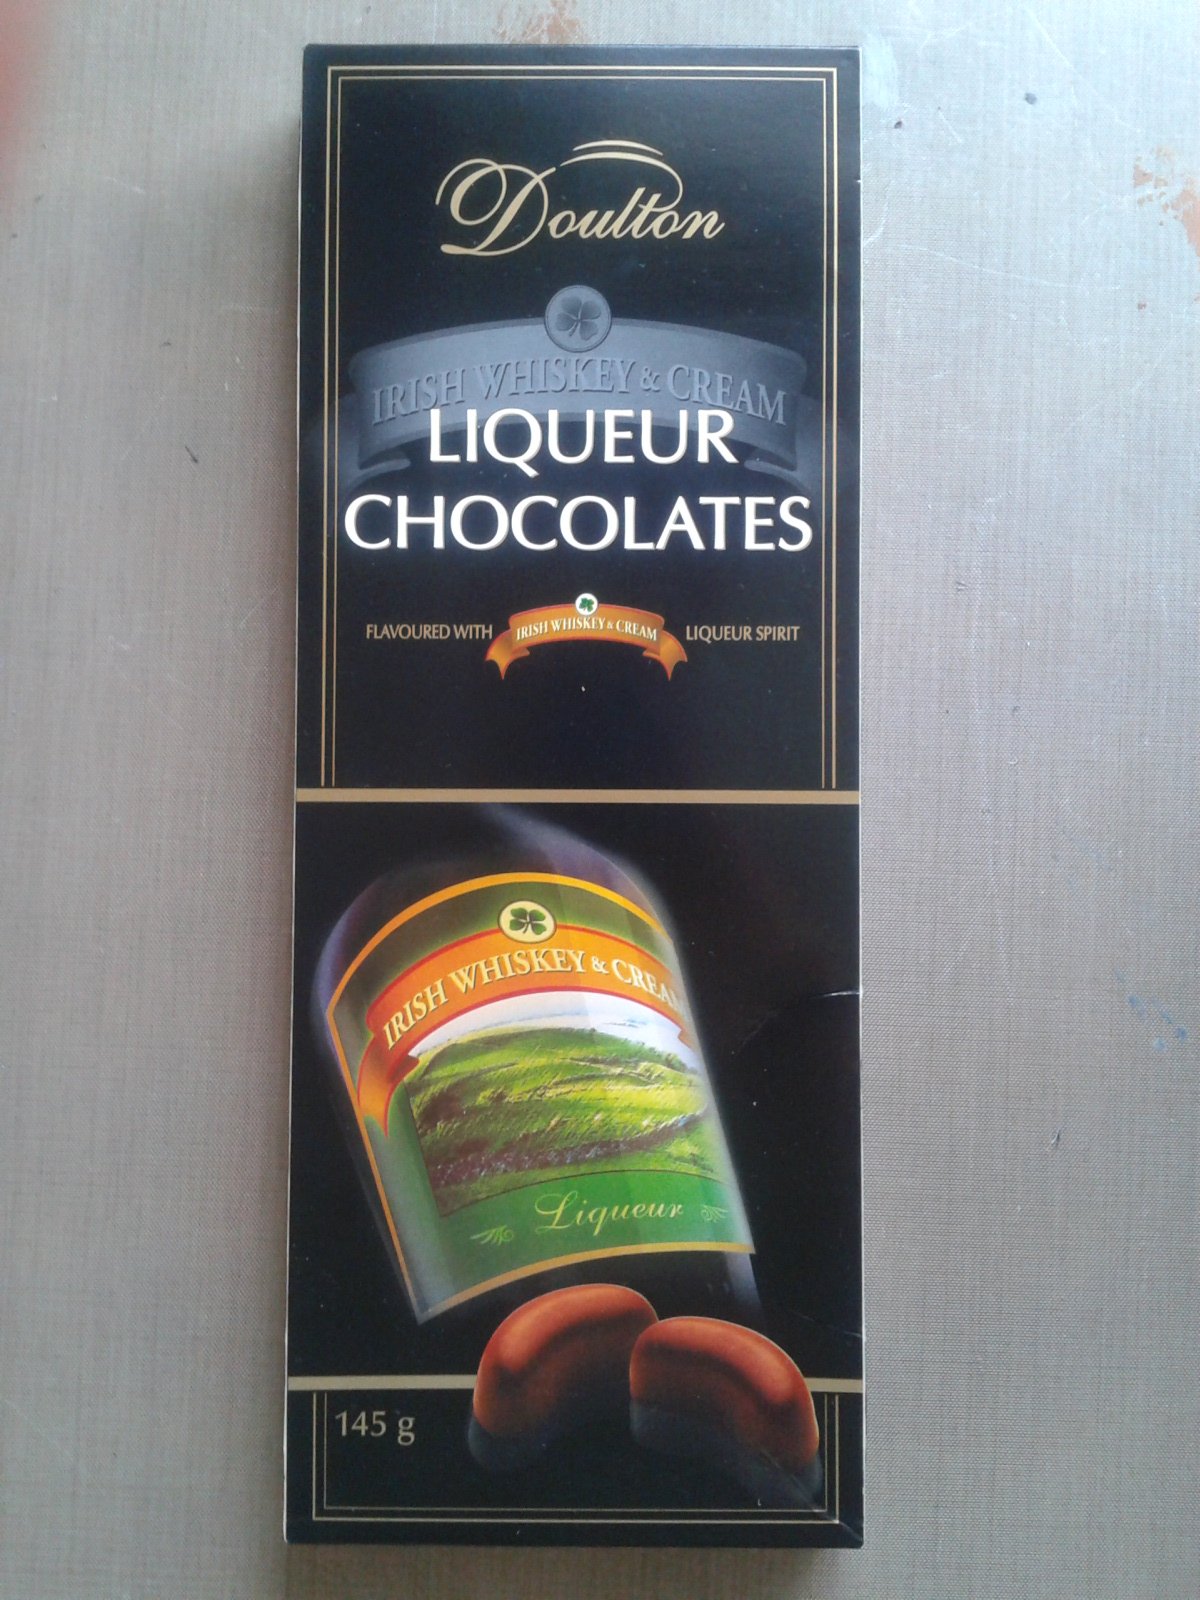 Doulton
IRISH WHISKEY & CREAM
LIQUEUR
CHOCOLATES
FLAVOURED WITH IRISH WHISKEY & CREAM LIQUEUR SPIRIT
IRISH WHISKEY & CREAM
Liqueur
145 g